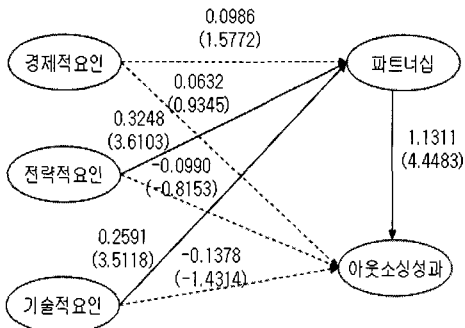 0.0986
(1.5772)
경제적요인
파트너십
0.0632
(0.9345)
0.3248
(3.6103)
1.1311
(4.4483)
전략적요인
-0.0990
(-0.8153)
0.2591
(3.5118)
-0.1378
(-1.4314)
아웃소싱성과
기술적요인